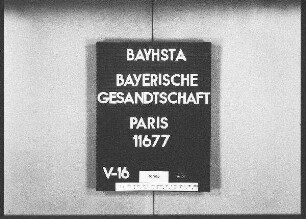 BAYHSTA
BAYERISCHE
GESANDTSCHAFT
PARIS
11677
V-16